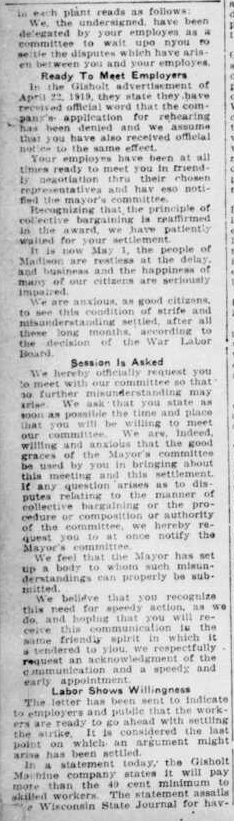 in each plant reads as follows:
We, the undersigned, have been
delegated by your employes as a
committee to wait upo nyou to
settle the disputes which have aris-
en between you and your employes.
Ready To Meet Employers
In the Gisholt advertisement of
April 22, 1919, they state they have
received official word that the com-
pany's application for rehearing
has been denied and we assume
that you have also received official
notice to the same effect.
Your employes have been at all
times ready to meet you in friend-
ly negotiation thru their chosen
representatives and hav eso noti-
fied the mayor's committee.
Recognizing that the principle of
collective bargaining is reaffirmed
in the award, we have patiently
waited for your settlement.
It is now May 1, the people of
Madison are restless at the delay,
and business and the happiness of
many of our citizens are seriously
impaired.
We are anxious, as good citizens,
to see this condition of strife and
misunderstanding settled, after all
these long months, according to
the decision of the War Labor
Board.
Session Is Asked
We hereby officially request you
to meet with our committee so that
no further misunderstanding may
arise. We ask that you state as
soon as possible the time and place
that you will be willing to meet
our committee. We are, indeed,
willing and anxious that the good
graces of the Mayor's committee
be used by you in bringing about
this meeting and this settlement.
If any question arises as to dis-
putes relating to the manner of
collective bargaining or the pro-
cedure or composition or authority
of the committee, we hereby re-
quest you to at once notify the
Mayor's committee.
We feel that the Mayor has set
up a body to whom such misun-
derstandings can properly be sub-
mitted.
We believe that you recognize
this need for speedy action, as we
do, and hoping that you will re-
ceive this communication is the
same friendly spirit in which it
is tendered to you, we respectfully
request an acknowledgment of the
communication and a speedy and
early appointment.
Labor Shows Willingness
The letter has been sent to indicate
to employers and public that the work-
ers are ready to go ahead with settling
the strike. It is considered the last
point on which an argument might
arise has been settled.
In a statement today, the Gisholt
Machine company states it will pay
more than the 40 cent minimum to
skilled workers. The statement assails
Wisconsin State Journal for hav-